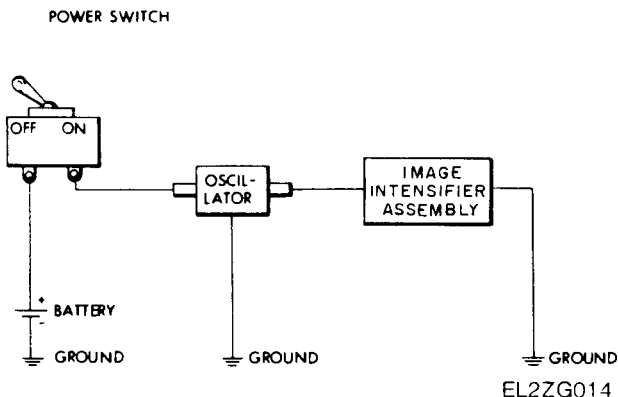 POWER SWITCH
OFF ON
OSCIL-
LATOR
IMAGE
INTENSIFIER
ASSEMBLY
+
BATTERY
-
GROUND
GROUND
GROUND
EL2ZG014